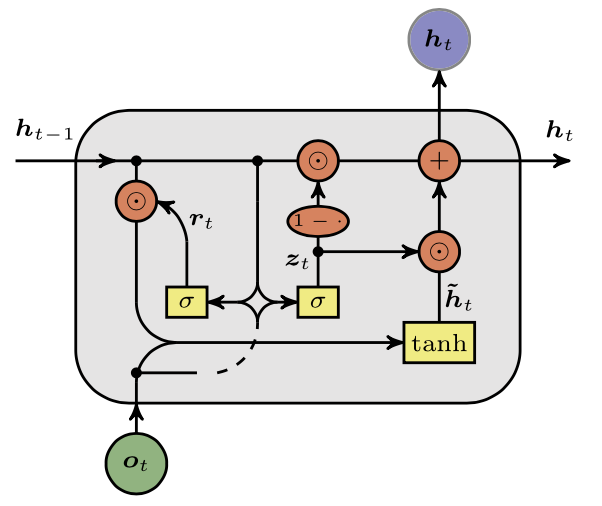 h_t
h_{t-1}
h_t
⊙
+
⊙
r_t
1 − ·
z_t
⊙
σ
σ
h̃_t
tanh
o_t